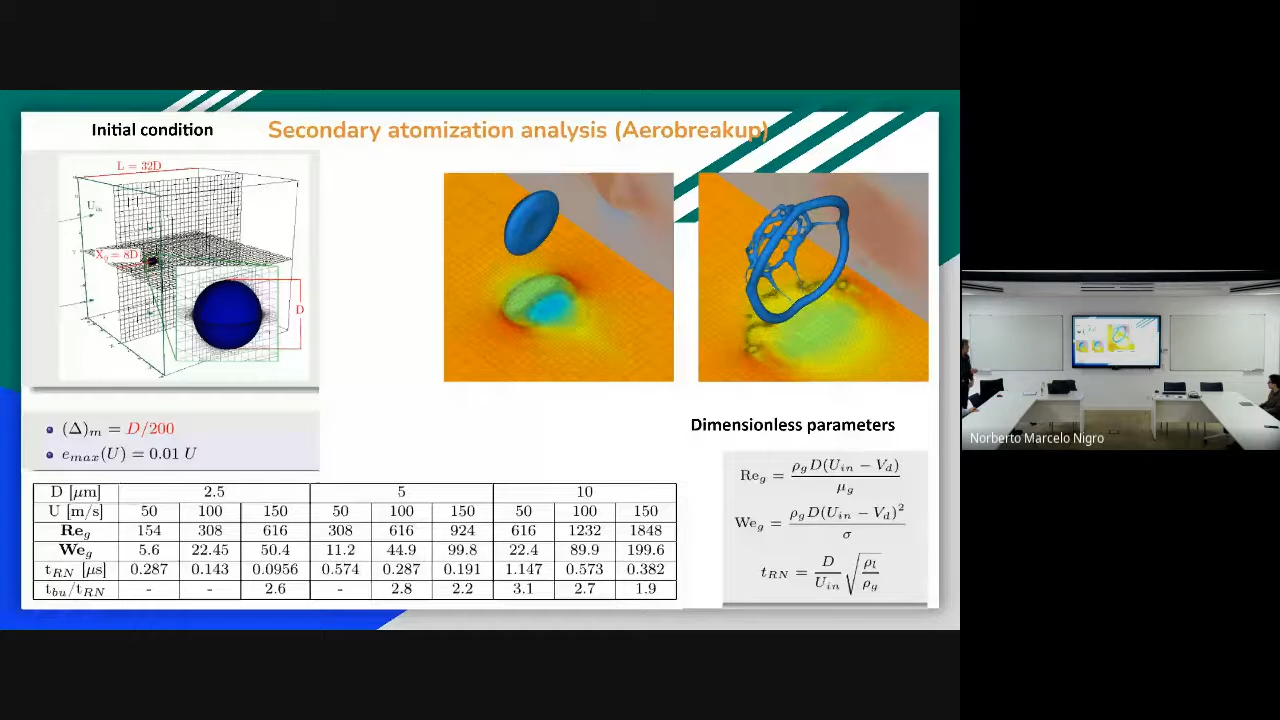 Initial condition
Secondary atomization analysis (Aerobreakup)
L = 32D
U_in
X_g = 8D
D
(Δ)_m = D/200
e_max(U) = 0.01 U
D [μm] 2.5 5 10
U [m/s] 50 100 150 50 100 150 50 100 150
Re_g 154 308 616 308 616 924 616 1232 1848
We_g 5.6 22.45 50.4 11.2 44.9 99.8 22.4 89.9 199.6
t_RN [μs] 0.287 0.143 0.0956 0.574 0.287 0.191 1.147 0.573 0.382
t_bu/t_RN - - 2.6 - 2.8 2.2 3.1 2.7 1.9
Dimensionless parameters
Re_g = ρ_g D(U_in − V_d) / μ_g
We_g = ρ_g D(U_in − V_d)² / σ
t_RN = D / U_in √(ρ_l / ρ_g)
Norberto Marcelo Nigro